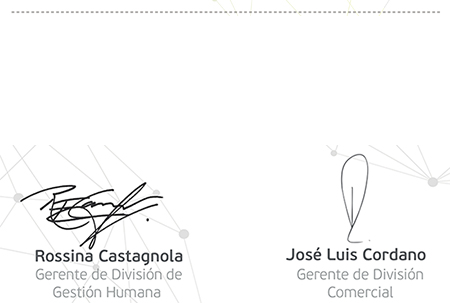 Rossina Castagnola
Gerente de División de
Gestión Humana
José Luis Cordano
Gerente de División
Comercial